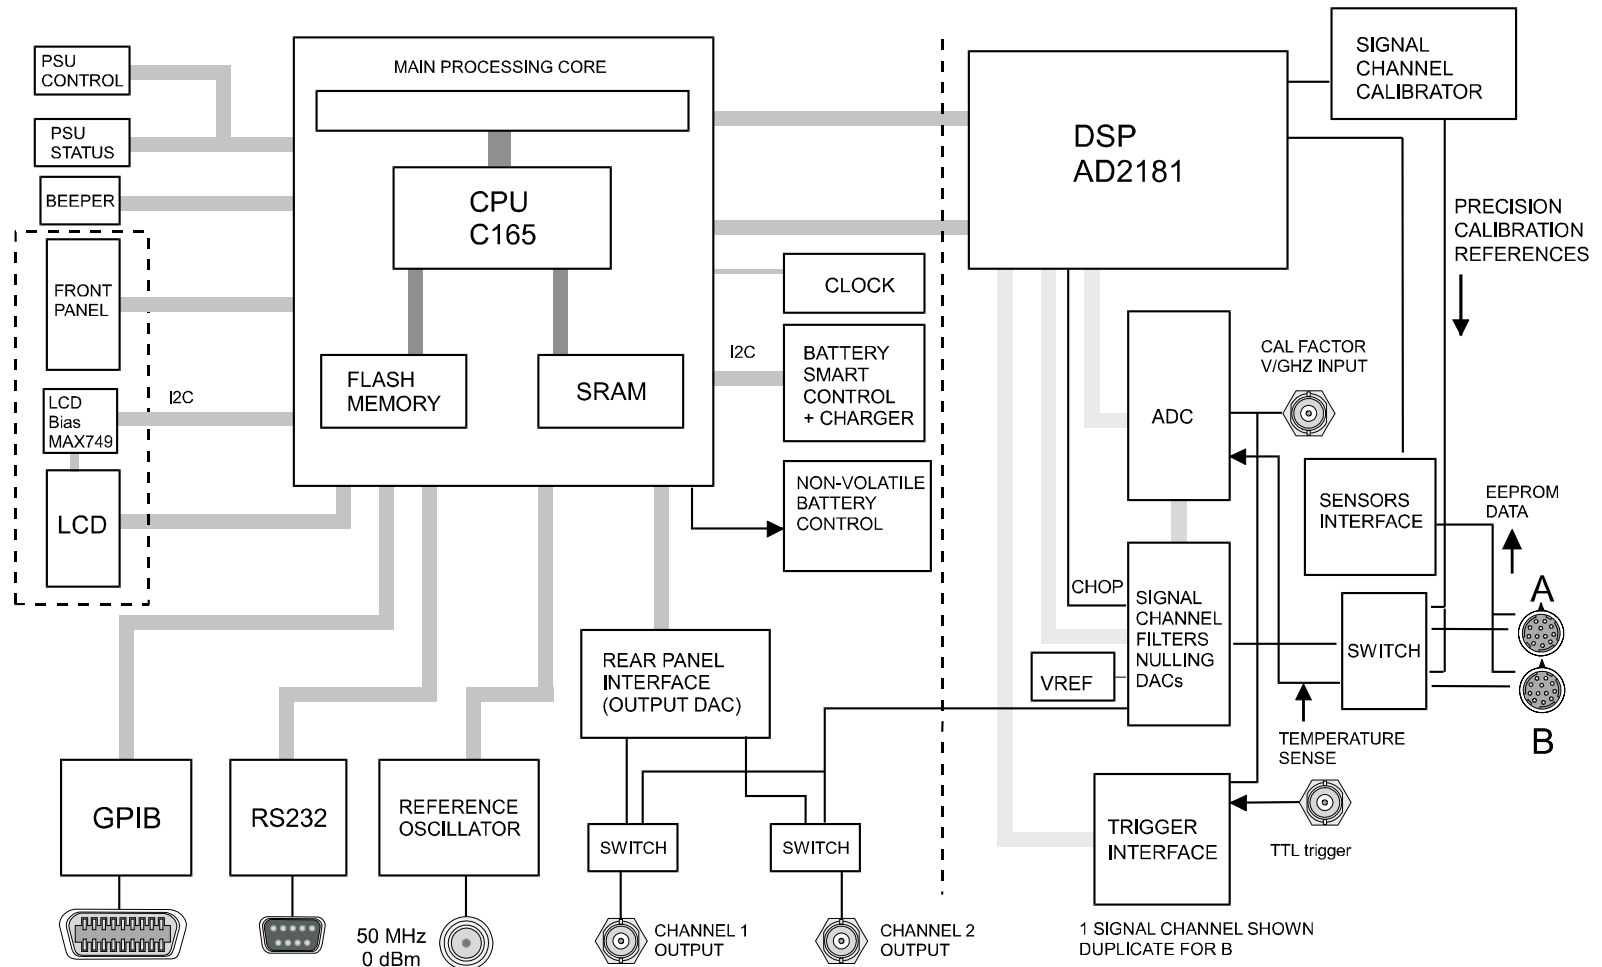 PSU
CONTROL
PSU
STATUS
BEEPER
FRONT
PANEL
LCD
Bias
MAX749
I2C
LCD
MAIN PROCESSING CORE
CPU
C165
FLASH
MEMORY
SRAM
CLOCK
I2C
BATTERY
SMART
CONTROL
+ CHARGER
NON-VOLATILE
BATTERY
CONTROL
REAR PANEL
INTERFACE
(OUTPUT DAC)
GPIB
RS232
REFERENCE
OSCILLATOR
SWITCH
SWITCH
50 MHz
0 dBm
CHANNEL 1
OUTPUT
CHANNEL 2
OUTPUT
DSP
AD2181
SIGNAL
CHANNEL
CALIBRATOR
PRECISION
CALIBRATION
REFERENCES
CAL FACTOR
V/GHZ INPUT
ADC
SENSORS
INTERFACE
EEPROM
DATA
CHOP
SIGNAL
CHANNEL
FILTERS
NULLING
DACs
VREF
SWITCH
A
B
TEMPERATURE
SENSE
TRIGGER
INTERFACE
TTL trigger
1 SIGNAL CHANNEL SHOWN
DUPLICATE FOR B